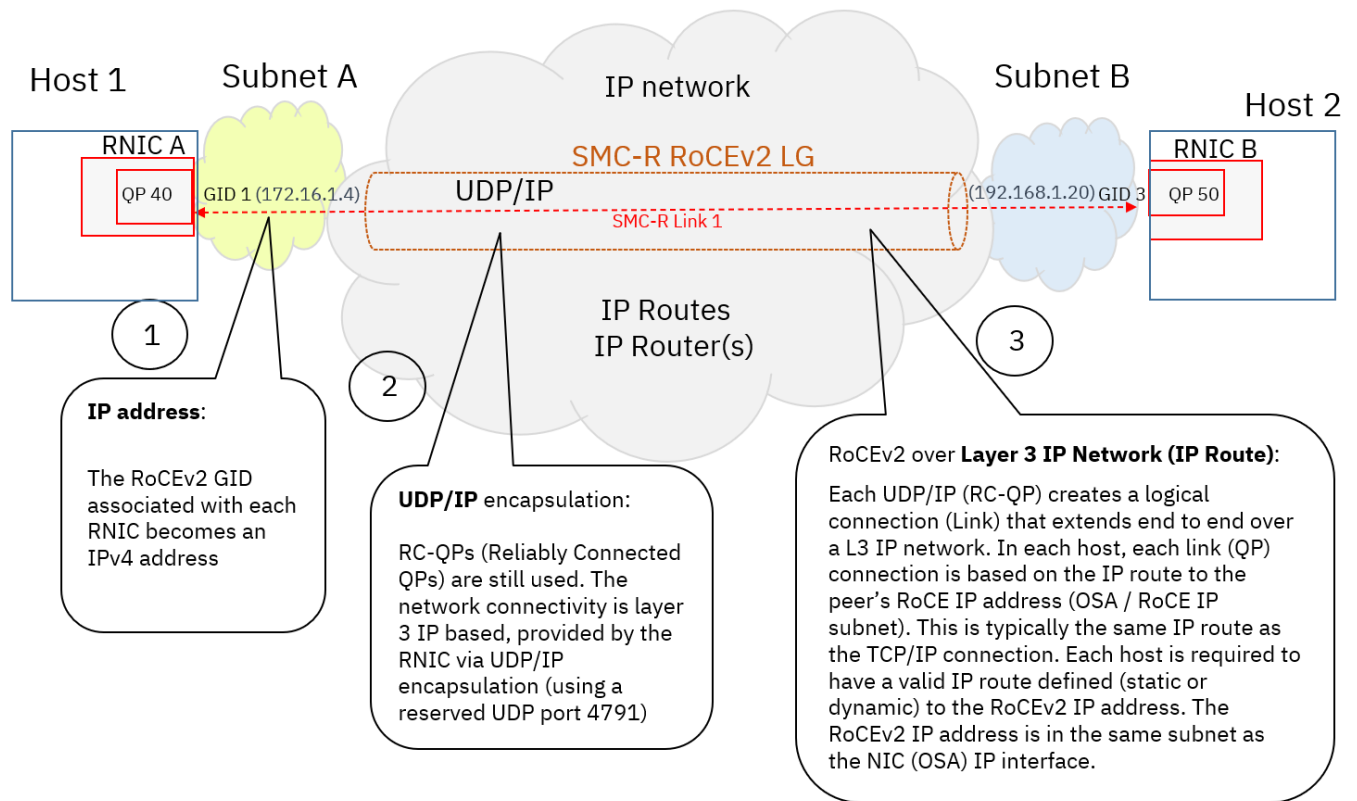 Host 1
Subnet A
IP network
Subnet B
Host 2
RNIC A
SMC-R RoCEv2 LG
RNIC B
QP 40
GID 1 (172.16.1.4)
UDP/IP
(192.168.1.20) GID 3
QP 50
SMC-R Link 1
IP Routes
IP Router(s)
1
2
3
IP address:
The RoCEv2 GID
associated with each
RNIC becomes an
IPv4 address
UDP/IP encapsulation:
RC-QPs (Reliably Connected
QPs) are still used. The
network connectivity is layer
3 IP based, provided by the
RNIC via UDP/IP
encapsulation (using a
reserved UDP port 4791)
RoCEv2 over Layer 3 IP Network (IP Route):
Each UDP/IP (RC-QP) creates a logical
connection (Link) that extends end to end over
a L3 IP network. In each host, each link (QP)
connection is based on the IP route to the
peer's RoCE IP address (OSA / RoCE IP
subnet). This is typically the same IP route as
the TCP/IP connection. Each host is required to
have a valid IP route defined (static or
dynamic) to the RoCEv2 IP address. The
RoCEv2 IP address is in the same subnet as
the NIC (OSA) IP interface.